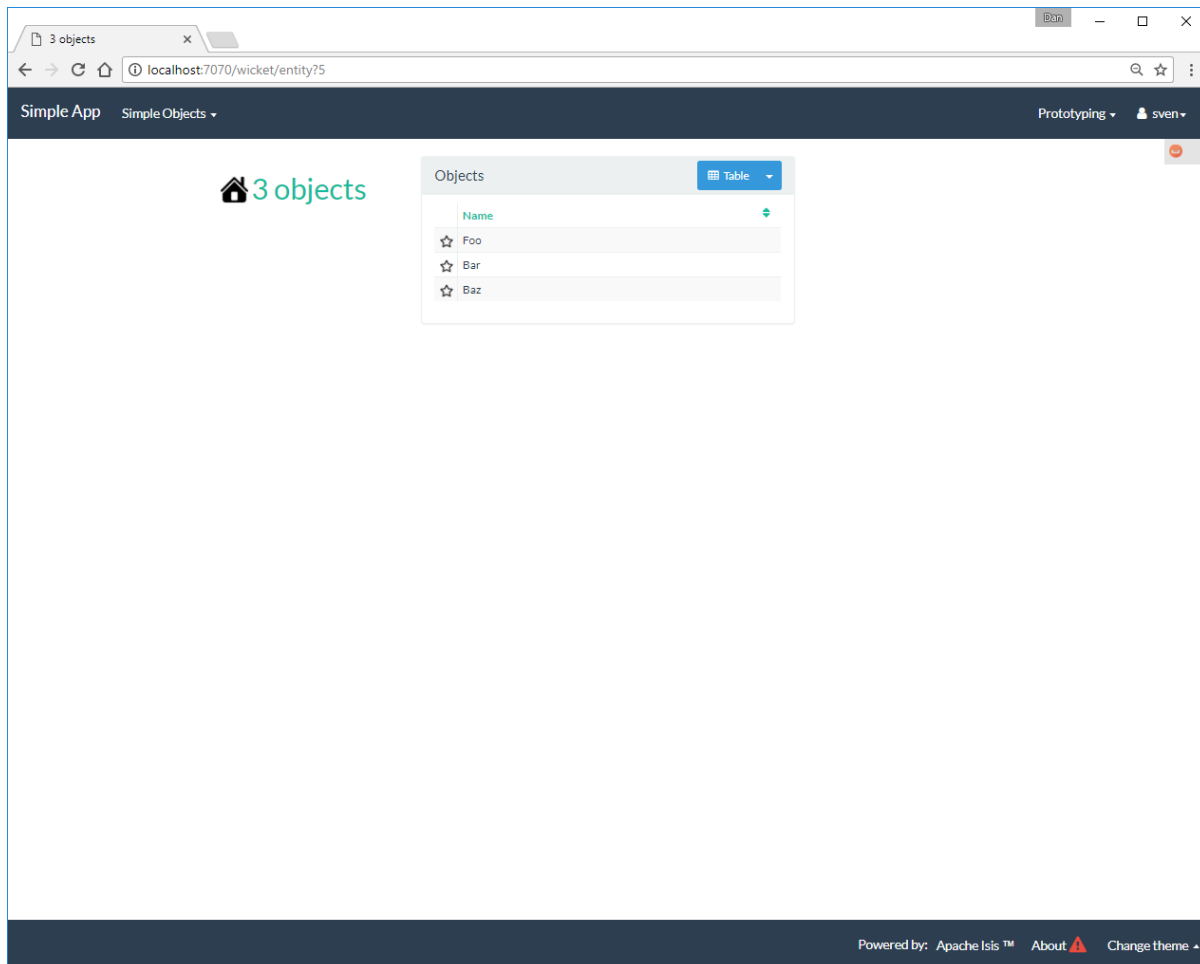 Dan
3 objects
localhost:7070/wicket/entity?5
Simple App Simple Objects Prototyping sven
3 objects
Objects Table
Name
Foo
Bar
Baz
Powered by: Apache Isis ™ About Change theme